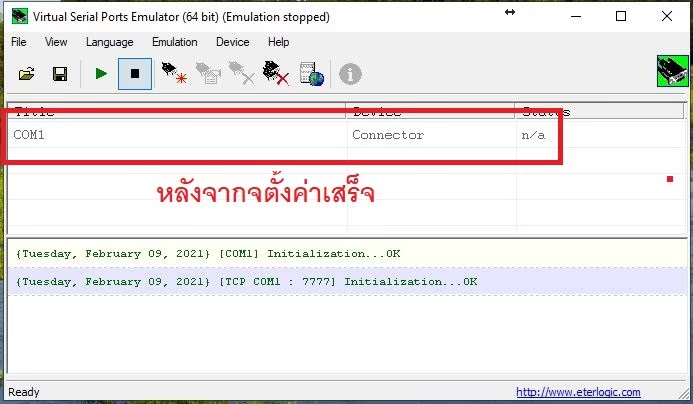 Virtual Serial Ports Emulator (64 bit) (Emulation stopped)
File View Language Emulation Device Help
Title Device Status
COM1 Connector n/a
หลังจากจตั้งค่าเสร็จ
{Tuesday, February 09, 2021} [COM1] Initialization...OK
{Tuesday, February 09, 2021} [TCP COM1 : 7777] Initialization...OK
Ready http://www.eterlogic.com